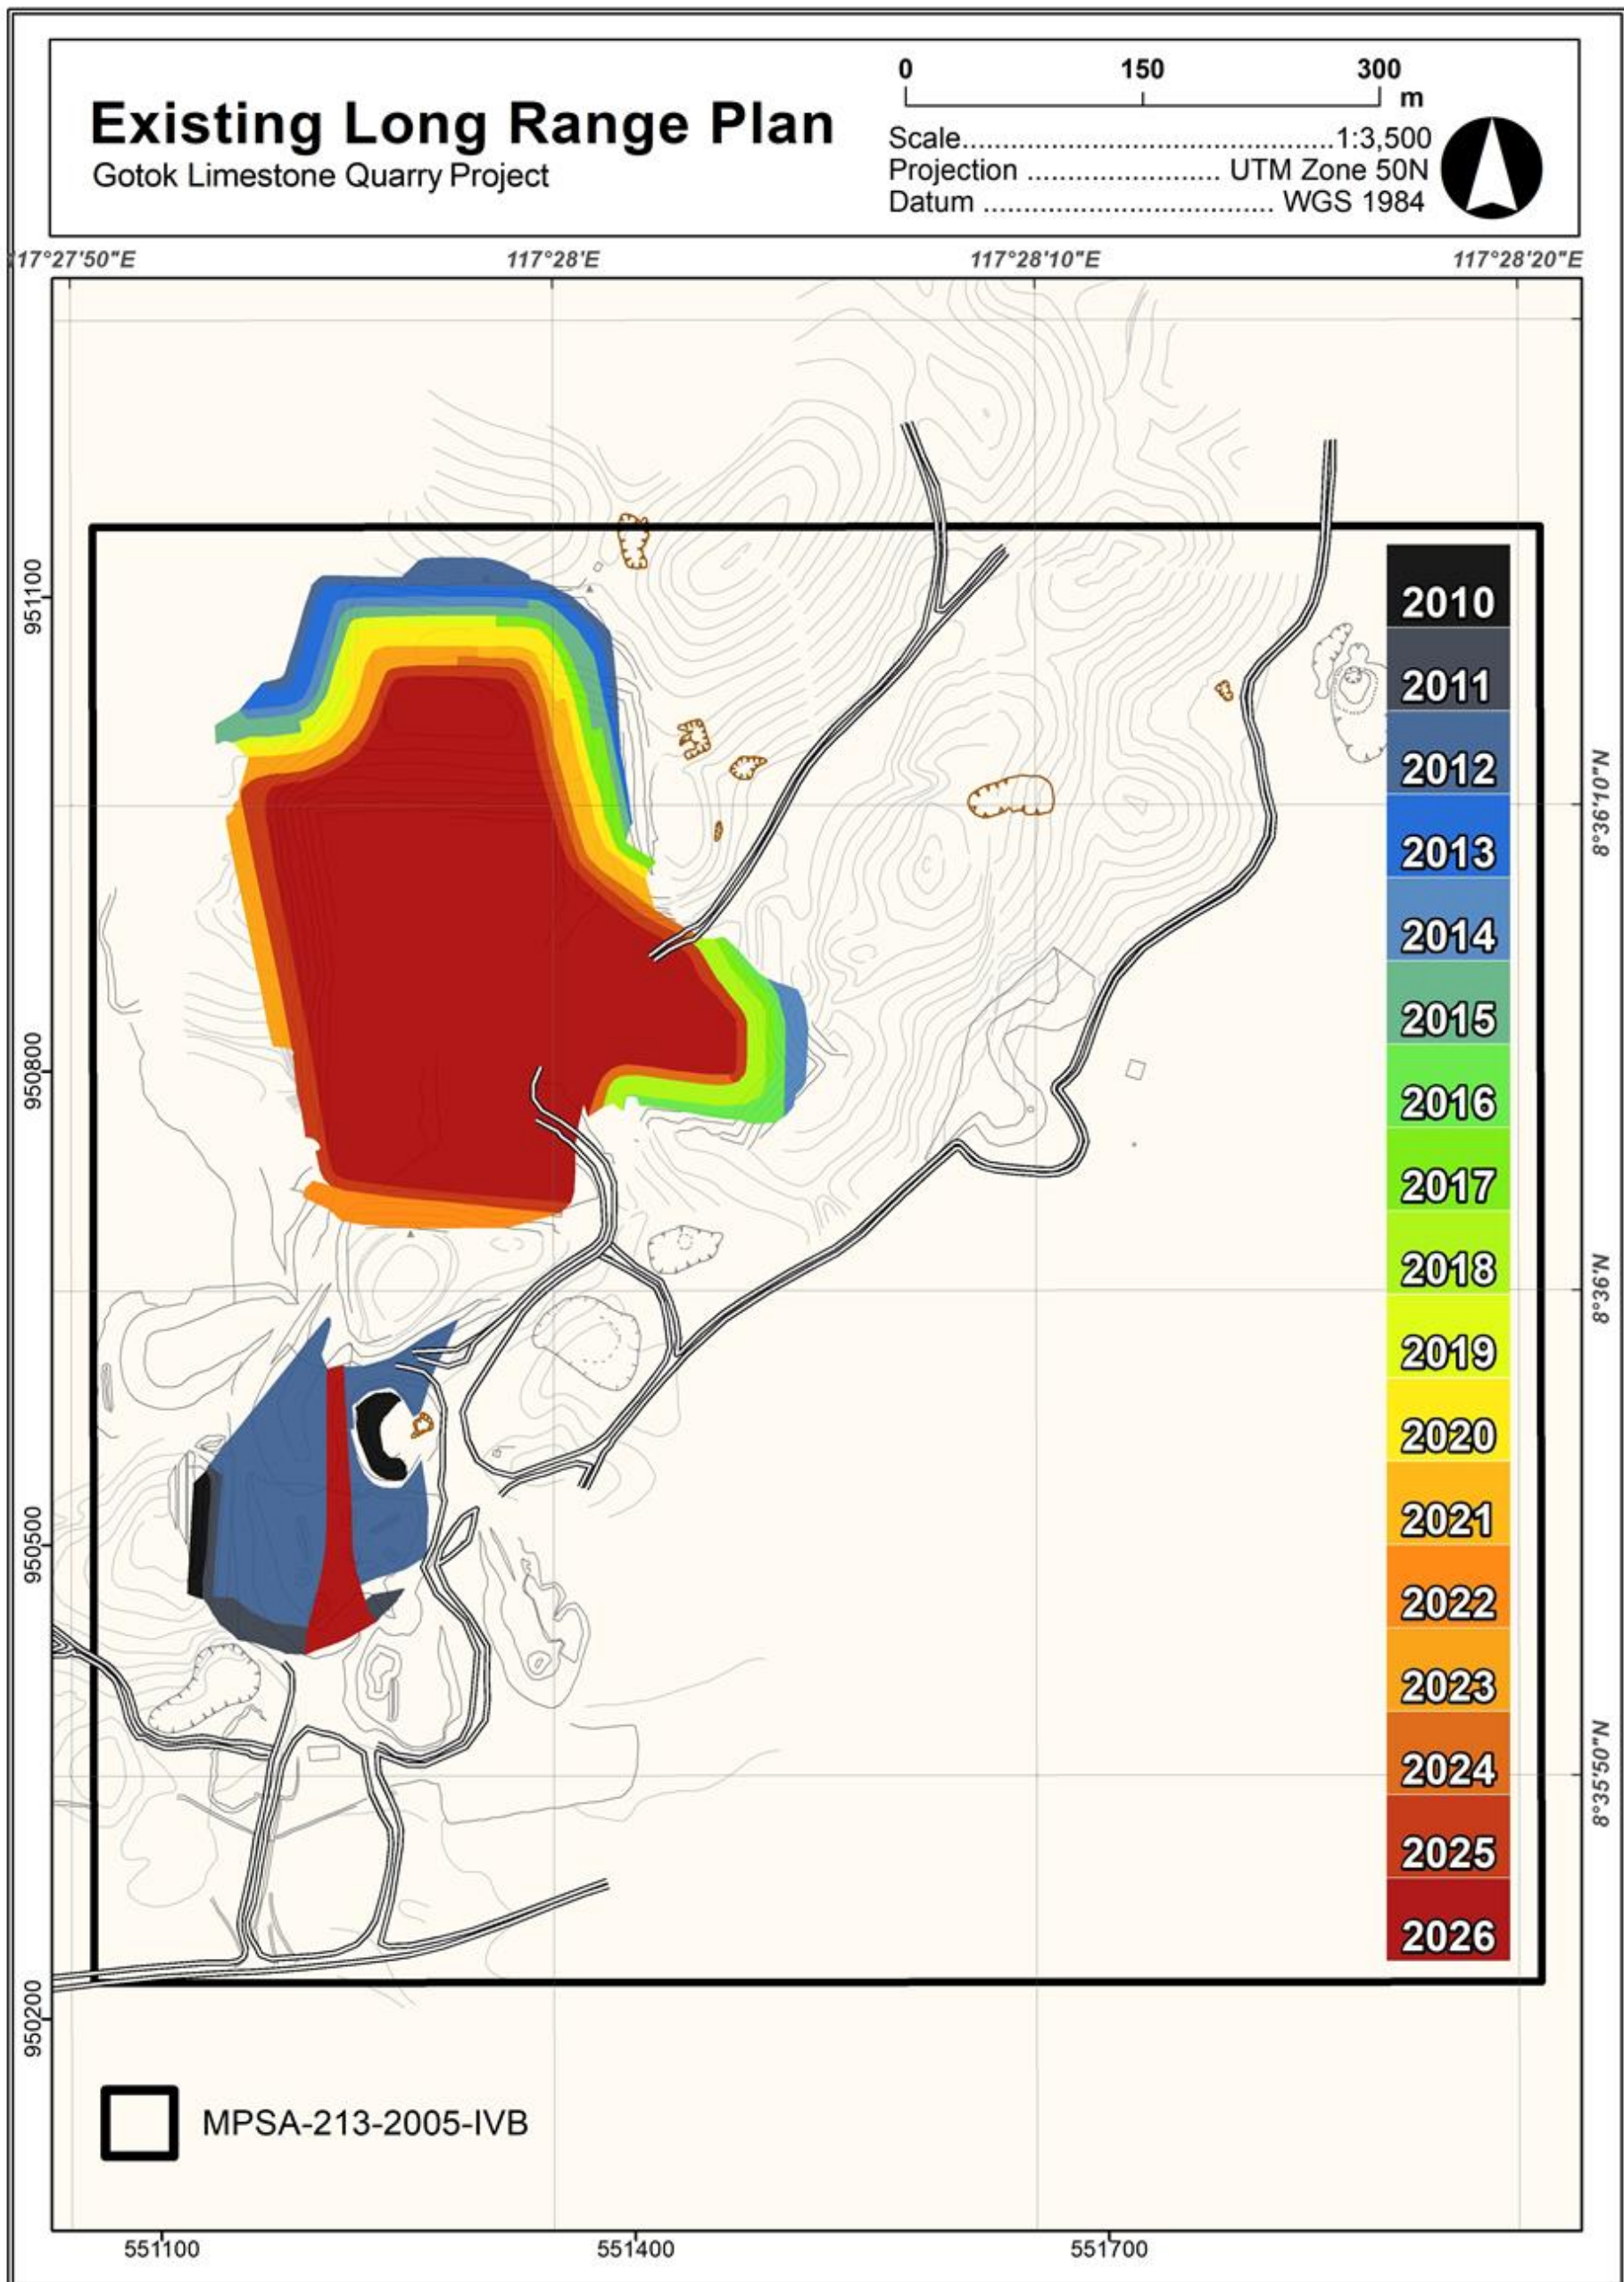 Existing Long Range Plan
Gotok Limestone Quarry Project
0 150 300
m
Scale.............................................1:3,500
Projection ....................... UTM Zone 50N
Datum ................................... WGS 1984
117°27'50"E 117°28'E 117°28'10"E 117°28'20"E
951100
950800
950500
950200
8°36'10"N
8°36'N
8°35'50"N
2010
2011
2012
2013
2014
2015
2016
2017
2018
2019
2020
2021
2022
2023
2024
2025
2026
MPSA-213-2005-IVB
551100 551400 551700